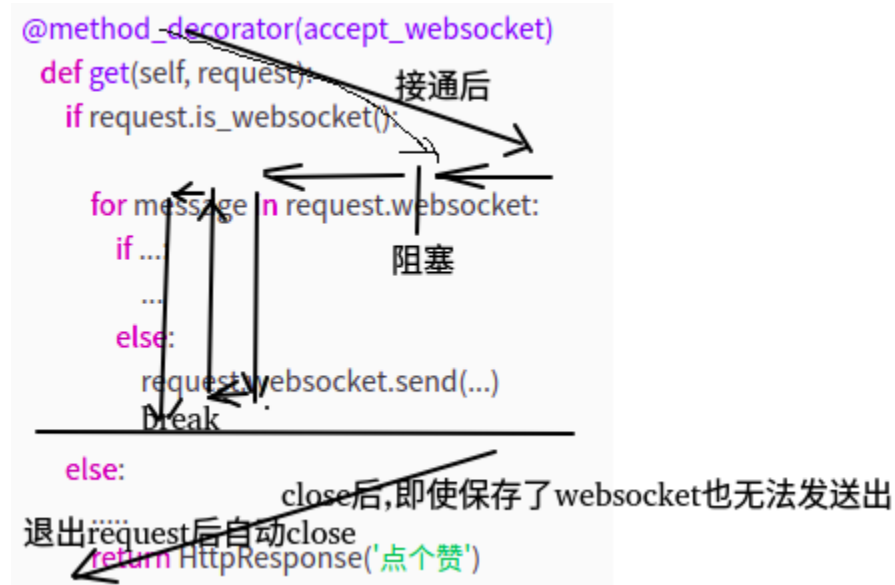 @method_decorator(accept_websocket)
def get(self, request):
接通后
if request.is_websocket():
for message in request.websocket:
阻塞
if ...:
...
else:
request.websocket.send(...)
break
else:
close后,即使保存了websocket也无法发送出
.....
退出request后自动close
return HttpResponse('点个赞')